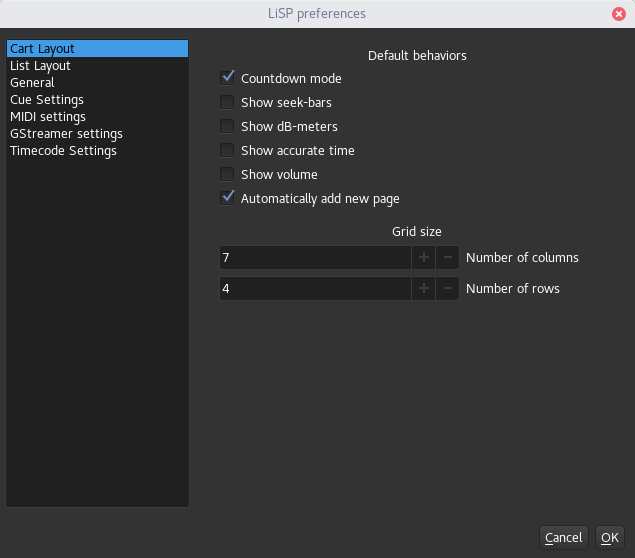 LiSP preferences
Cart Layout
List Layout
General
Cue Settings
MIDI settings
GStreamer settings
Timecode Settings
Default behaviors
Countdown mode
Show seek-bars
Show dB-meters
Show accurate time
Show volume
Automatically add new page
Grid size
7 + − Number of columns
4 + − Number of rows
Cancel OK